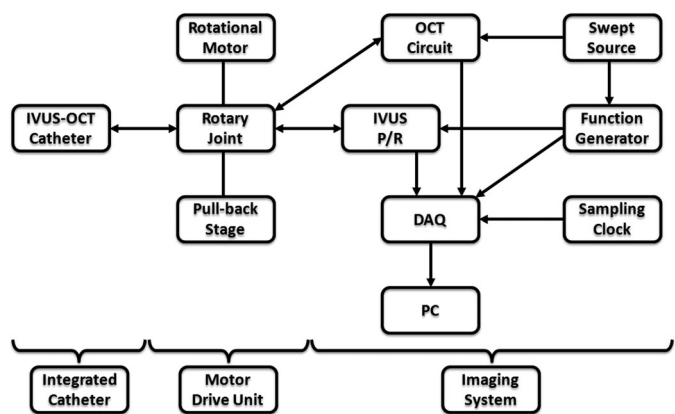 Rotational
Motor
OCT
Circuit
Swept
Source
IVUS-OCT
Catheter
Rotary
Joint
IVUS
P/R
Function
Generator
Pull-back
Stage
DAQ
Sampling
Clock
PC
Integrated
Catheter
Motor
Drive Unit
Imaging
System